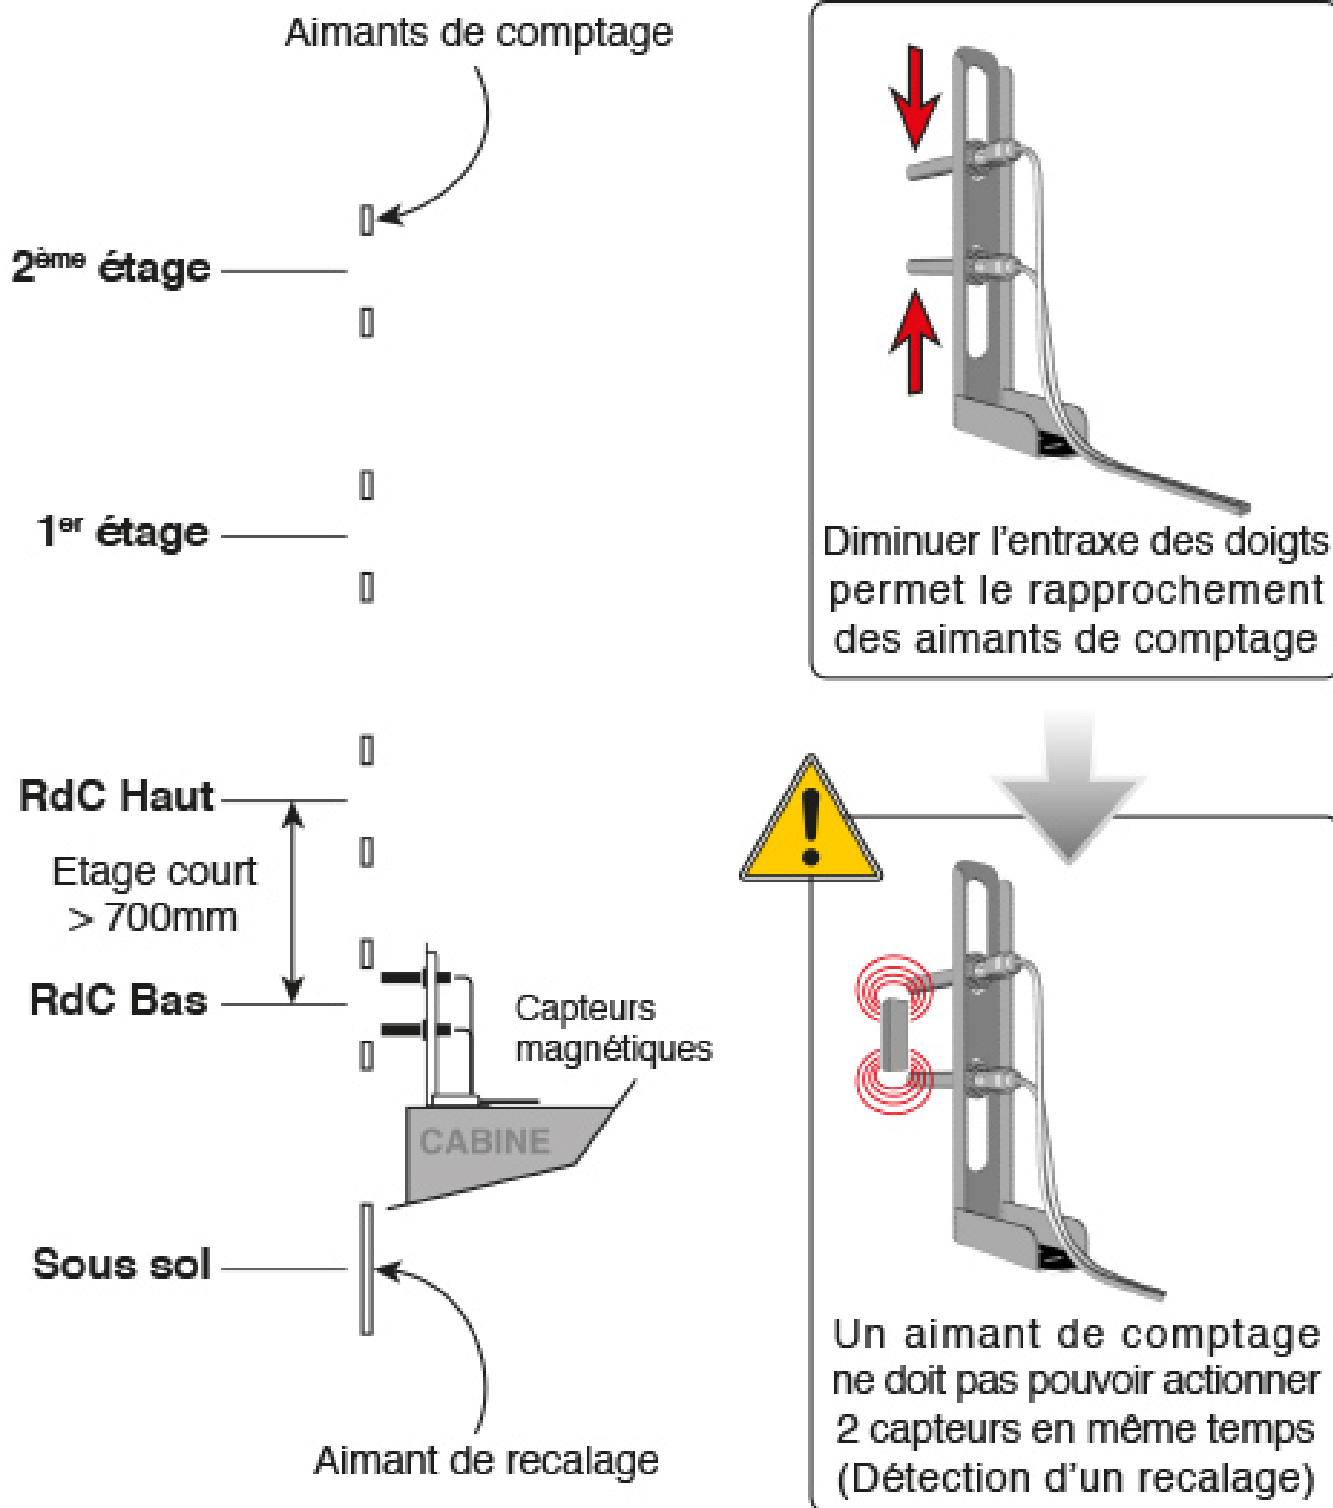 Aimants de comptage
2ème étage
1er étage
RdC Haut
Etage court
> 700mm
RdC Bas
Capteurs
magnétiques
CABINE
Sous sol
Aimant de recalage
Diminuer l'entraxe des doigts
permet le rapprochement
des aimants de comptage
!
Un aimant de comptage
ne doit pas pouvoir actionner
2 capteurs en même temps
(Détection d'un recalage)